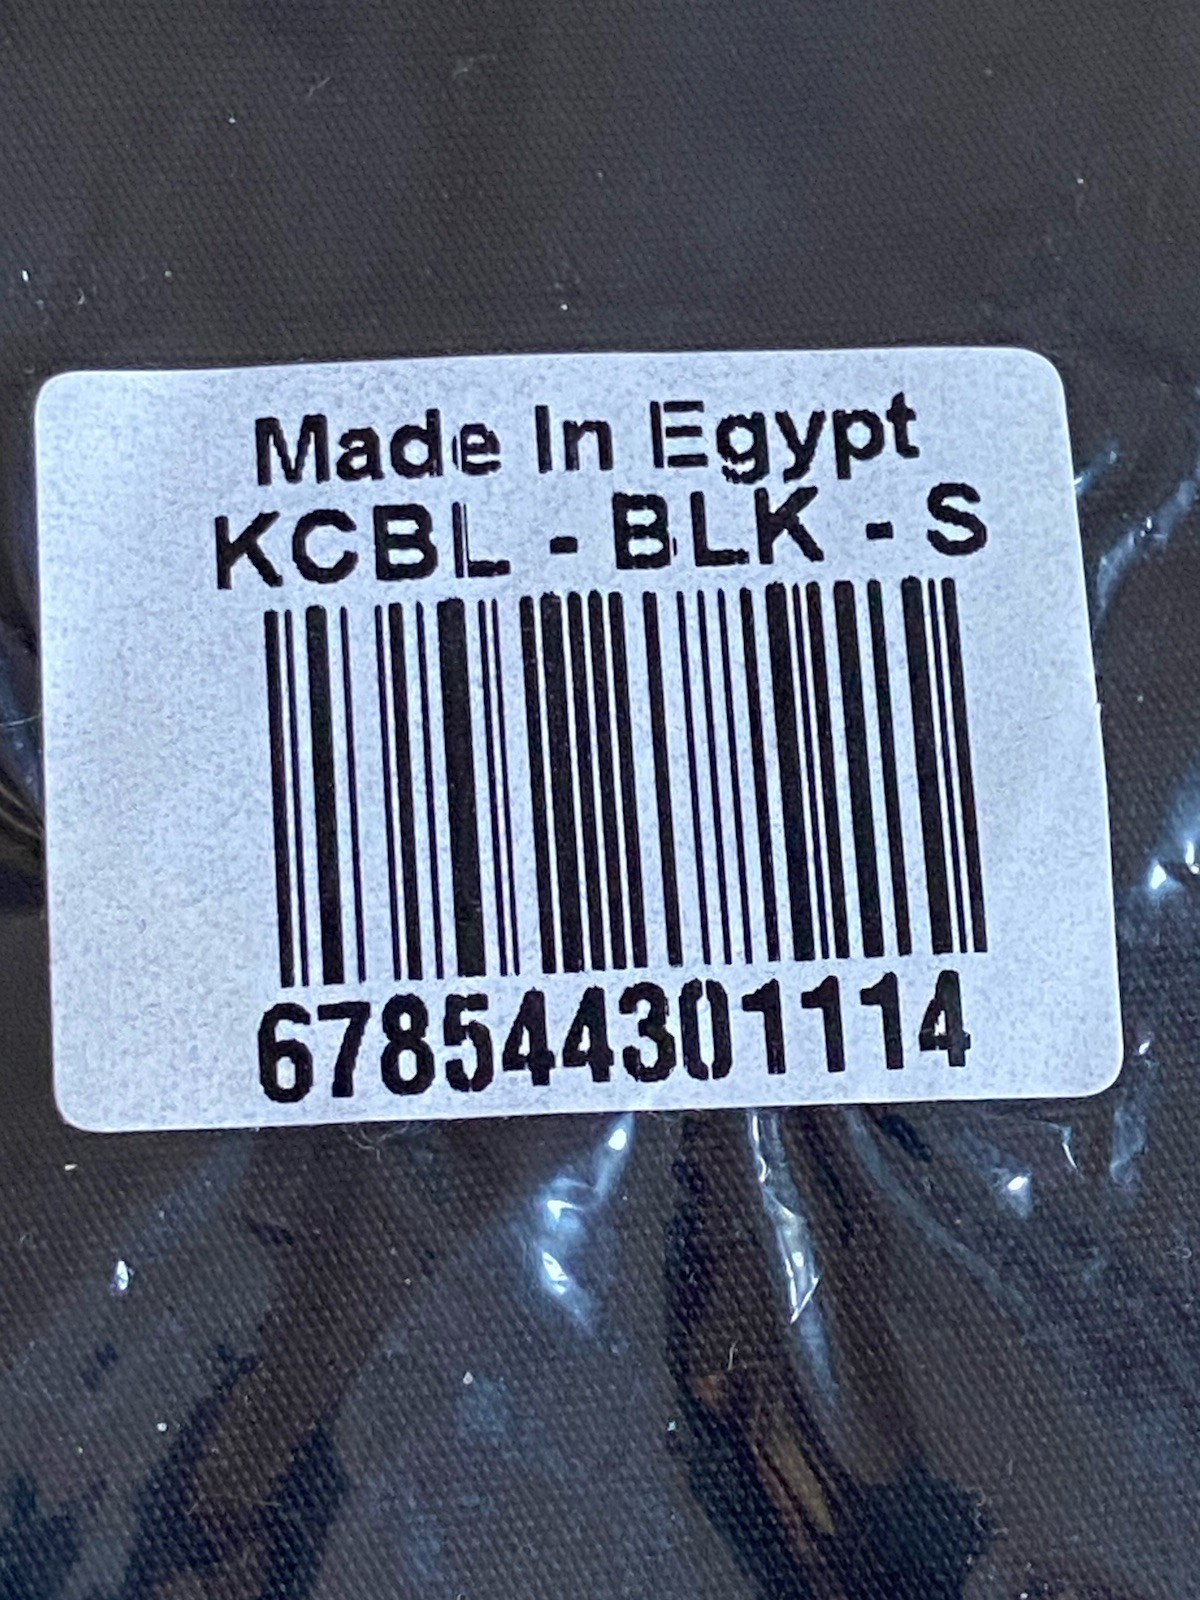 Made In Egypt
KCBL - BLK - S
678544301114